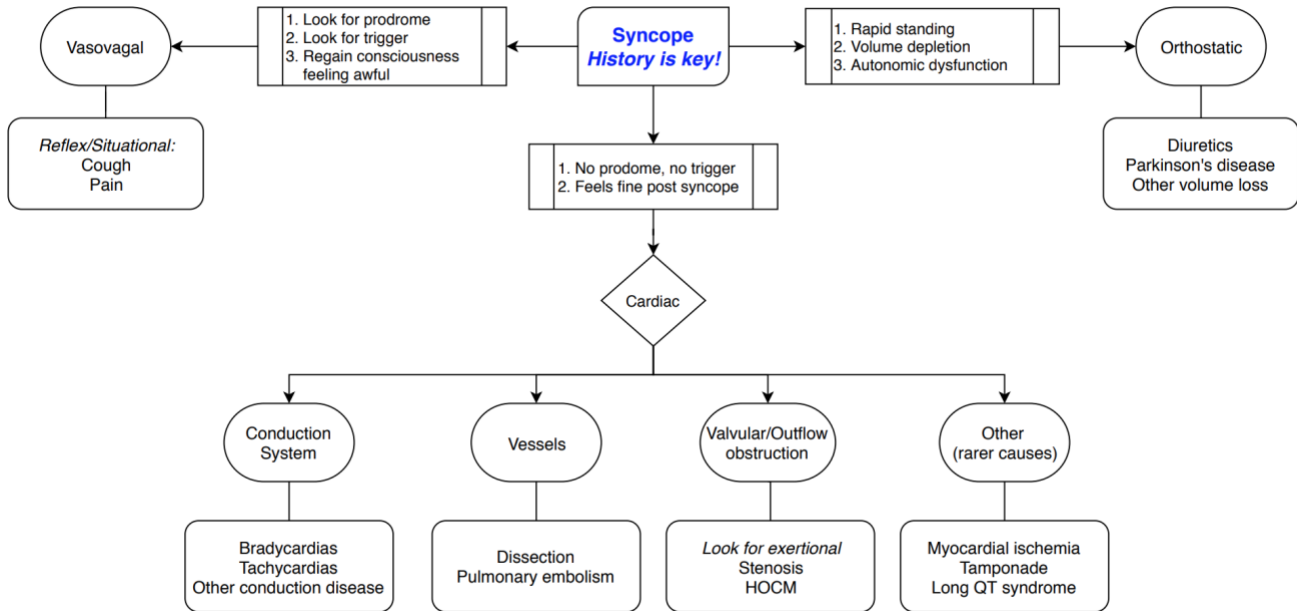 Syncope
History is key!
Vasovagal
1. Look for prodrome
2. Look for trigger
3. Regain consciousness
feeling awful
1. Rapid standing
2. Volume depletion
3. Autonomic dysfunction
Orthostatic
Reflex/Situational:
Cough
Pain
1. No prodome, no trigger
2. Feels fine post syncope
Diuretics
Parkinson's disease
Other volume loss
Cardiac
Conduction
System
Vessels
Valvular/Outflow
obstruction
Other
(rarer causes)
Bradycardias
Tachycardias
Other conduction disease
Dissection
Pulmonary embolism
Look for exertional
Stenosis
HOCM
Myocardial ischemia
Tamponade
Long QT syndrome